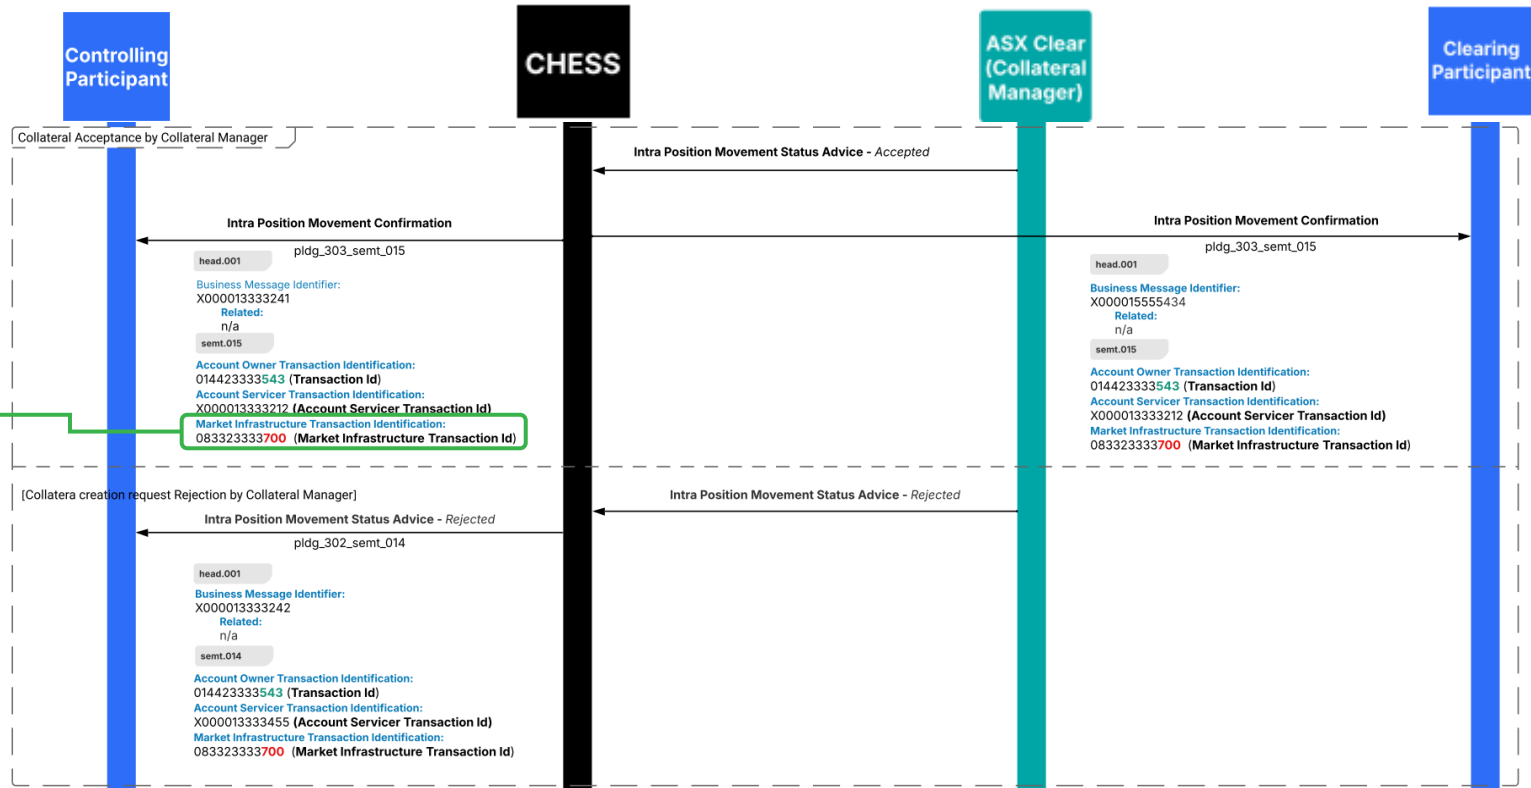 Controlling
Participant
CHESS
ASX Clear
(Collateral
Manager)
Clearing
Participant
Collateral Acceptance by Collateral Manager
Intra Position Movement Status Advice - Accepted
Intra Position Movement Confirmation
pldg_303_semt_015
head.001
Business Message Identifier:
X000013333241
Related:
n/a
semt.015
Account Owner Transaction Identification:
014423333543 (Transaction Id)
Account Servicer Transaction Identification:
X000013333212 (Account Servicer Transaction Id)
Market Infrastructure Transaction Identification:
083323333700 (Market Infrastructure Transaction Id)
Intra Position Movement Confirmation
pldg_303_semt_015
head.001
Business Message Identifier:
X000015555434
Related:
n/a
semt.015
Account Owner Transaction Identification:
014423333543 (Transaction Id)
Account Servicer Transaction Identification:
X000013333212 (Account Servicer Transaction Id)
Market Infrastructure Transaction Identification:
083323333700 (Market Infrastructure Transaction Id)
[Collatera creation request Rejection by Collateral Manager]
Intra Position Movement Status Advice - Rejected
Intra Position Movement Status Advice - Rejected
pldg_302_semt_014
head.001
Business Message Identifier:
X000013333242
Related:
n/a
semt.014
Account Owner Transaction Identification:
014423333543 (Transaction Id)
Account Servicer Transaction Identification:
X000013333455 (Account Servicer Transaction Id)
Market Infrastructure Transaction Identification:
083323333700 (Market Infrastructure Transaction Id)